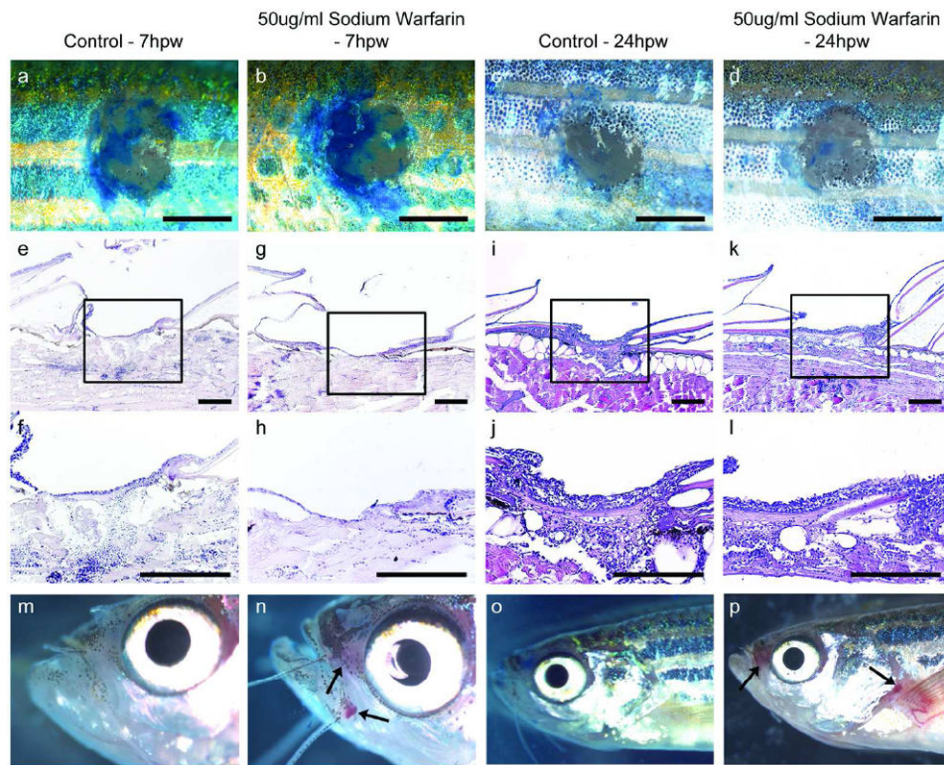 Control - 7hpw
50ug/ml Sodium Warfarin
- 7hpw
Control - 24hpw
50ug/ml Sodium Warfarin
- 24hpw
a
b
c
d
e
g
i
k
f
h
j
l
m
n
o
p